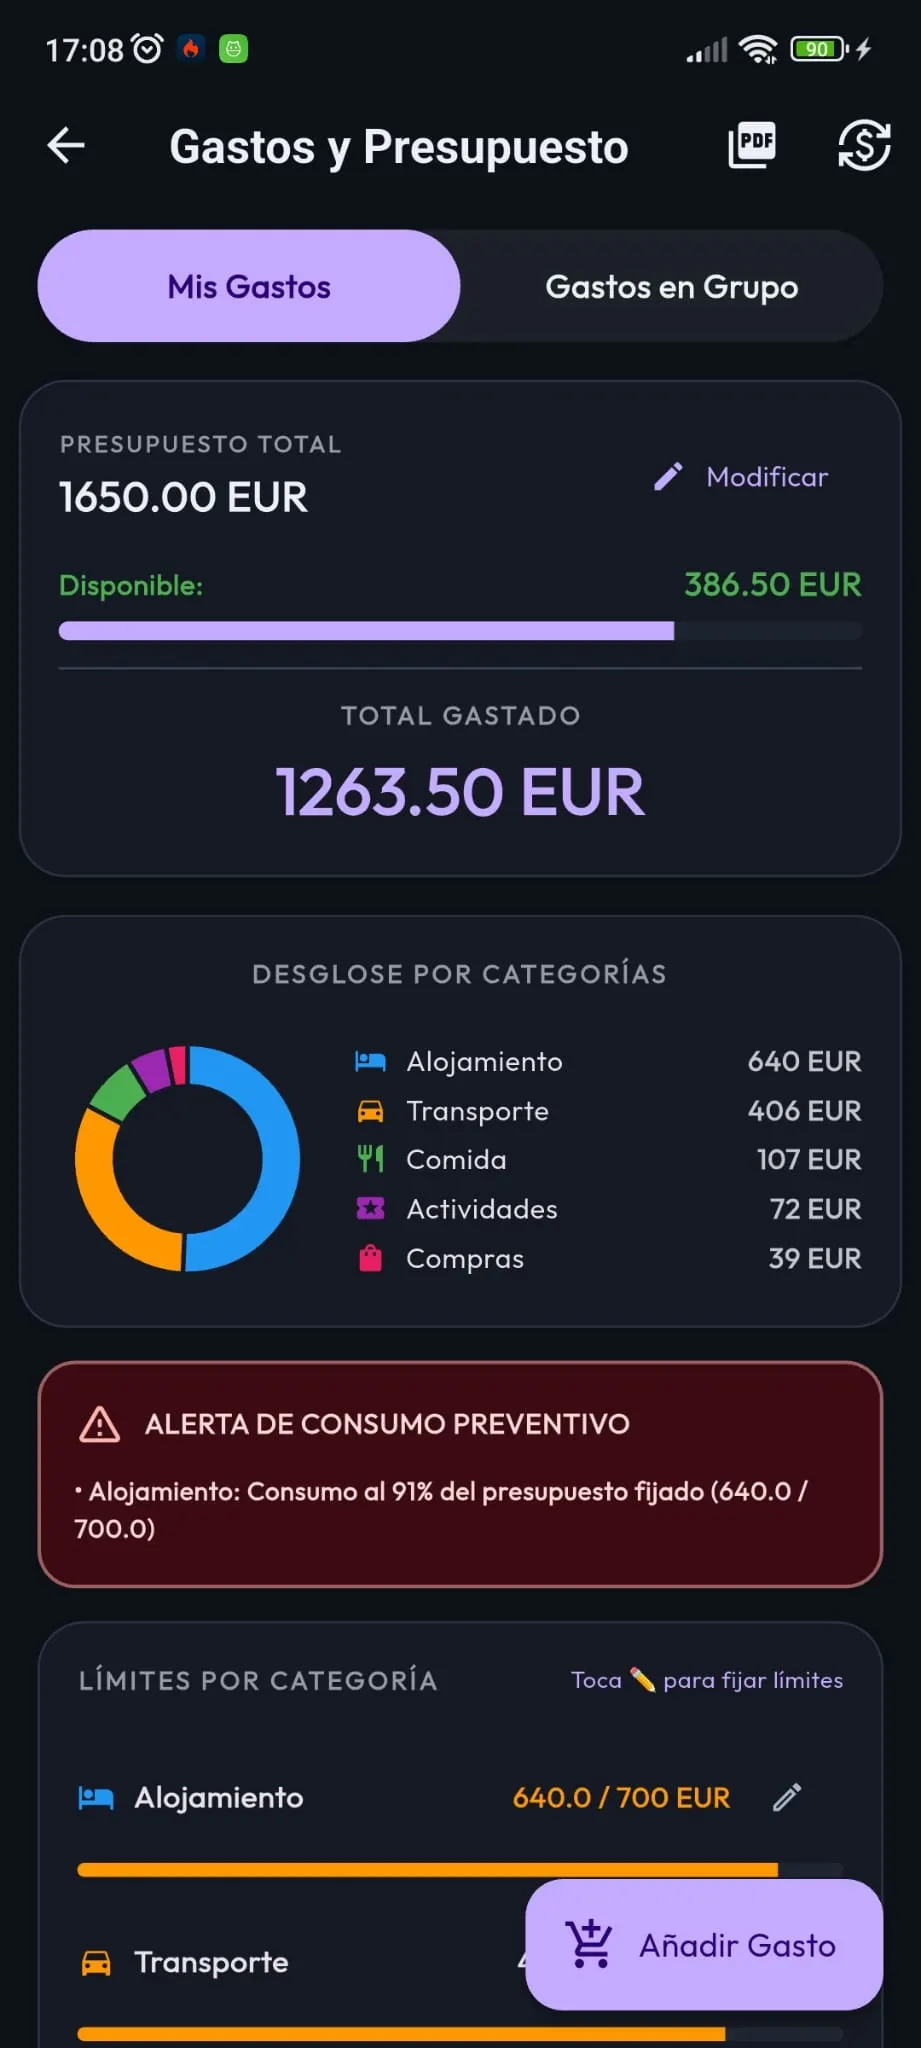 17:08
90
Gastos y Presupuesto
PDF
Mis Gastos
Gastos en Grupo
PRESUPUESTO TOTAL
1650.00 EUR
Modificar
Disponible:
386.50 EUR
TOTAL GASTADO
1263.50 EUR
DESGLOSE POR CATEGORÍAS
Alojamiento 640 EUR
Transporte 406 EUR
Comida 107 EUR
Actividades 72 EUR
Compras 39 EUR
ALERTA DE CONSUMO PREVENTIVO
• Alojamiento: Consumo al 91% del presupuesto fijado (640.0 /
700.0)
LÍMITES POR CATEGORÍA
Toca ✏️ para fijar límites
Alojamiento 640.0 / 700 EUR
Transporte
Añadir Gasto